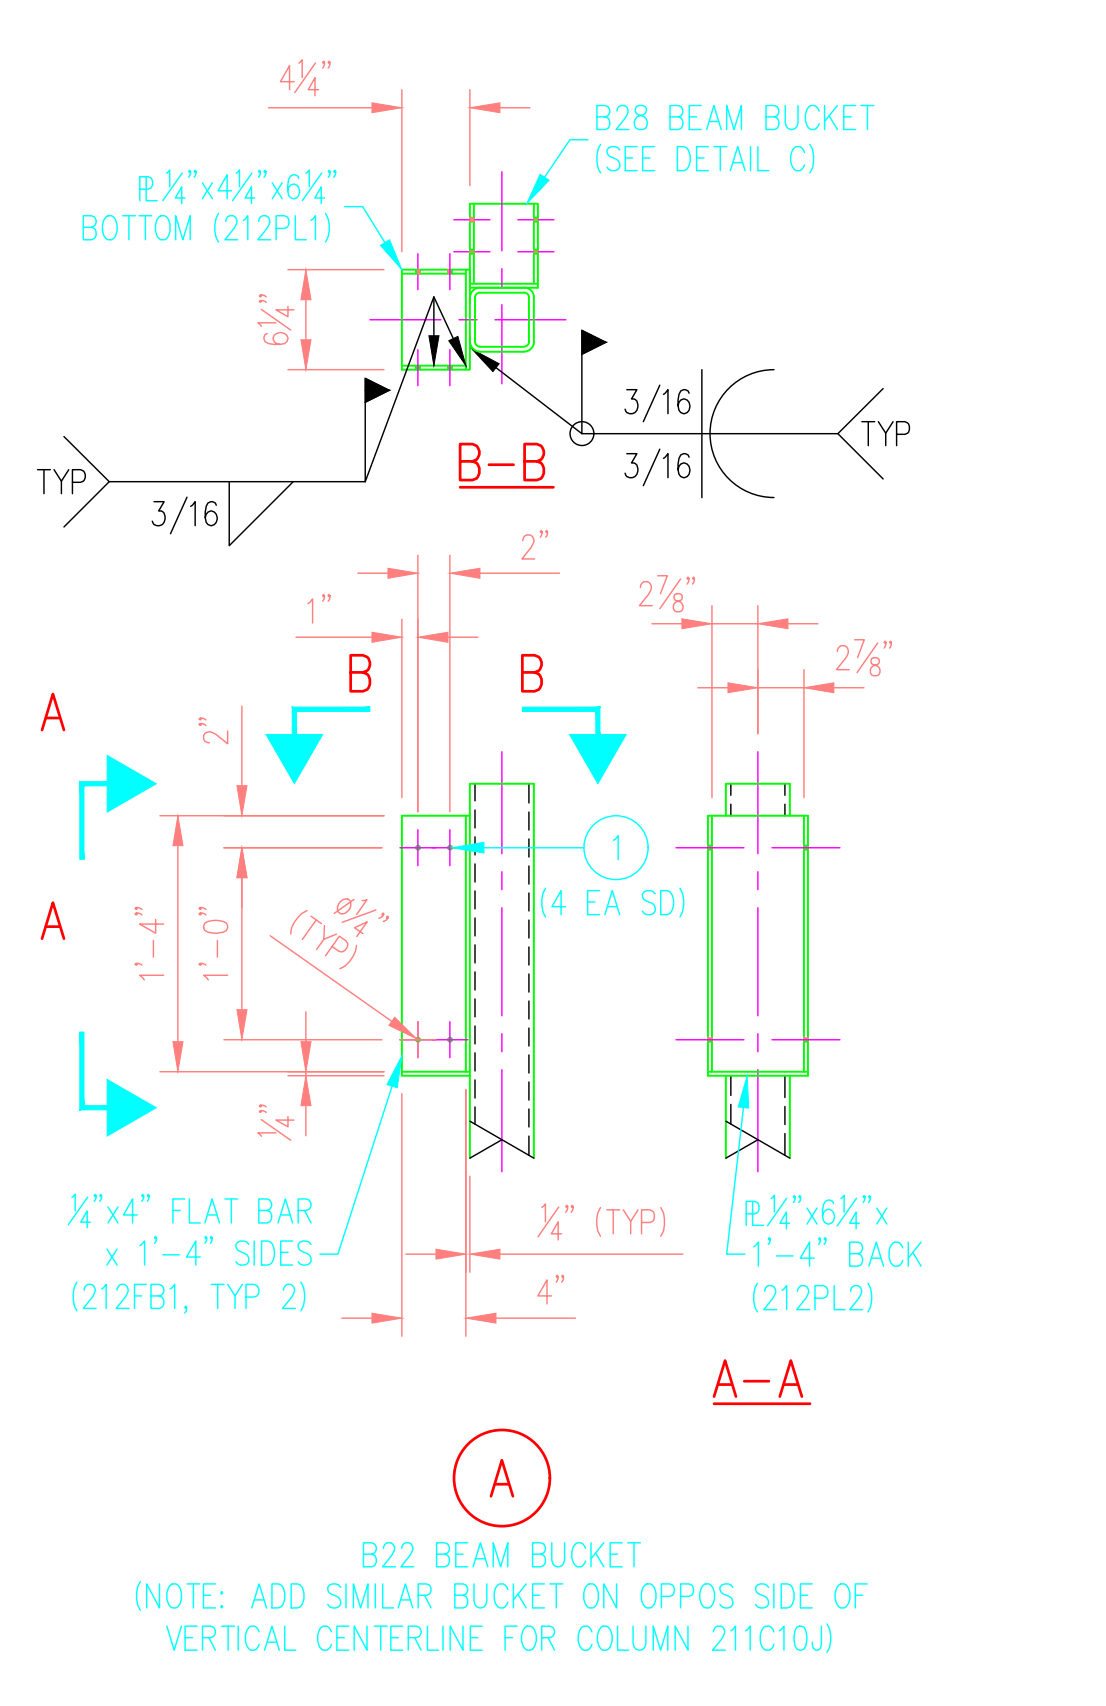 4¼"
B28 BEAM BUCKET
(SEE DETAIL C)
℄ ¼"x4¼"x6¼"
BOTTOM (212PL1)
6¼"
3/16
TYP
3/16
B-B
TYP
3/16
2"
1"
2⅞"
2⅞"
B
B
A
2"
1
(4 EA SD)
A
1'-4"
1'-0"
ø¼"
(TYP)
¼"
¼"x4" FLAT BAR
x 1'-4" SIDES
(212FB1, TYP 2)
¼" (TYP)
4"
℄ ¼"x6¼"x
1'-4" BACK
(212PL2)
A-A
A
B22 BEAM BUCKET
(NOTE: ADD SIMILAR BUCKET ON OPPOS SIDE OF
VERTICAL CENTERLINE FOR COLUMN 211C10J)